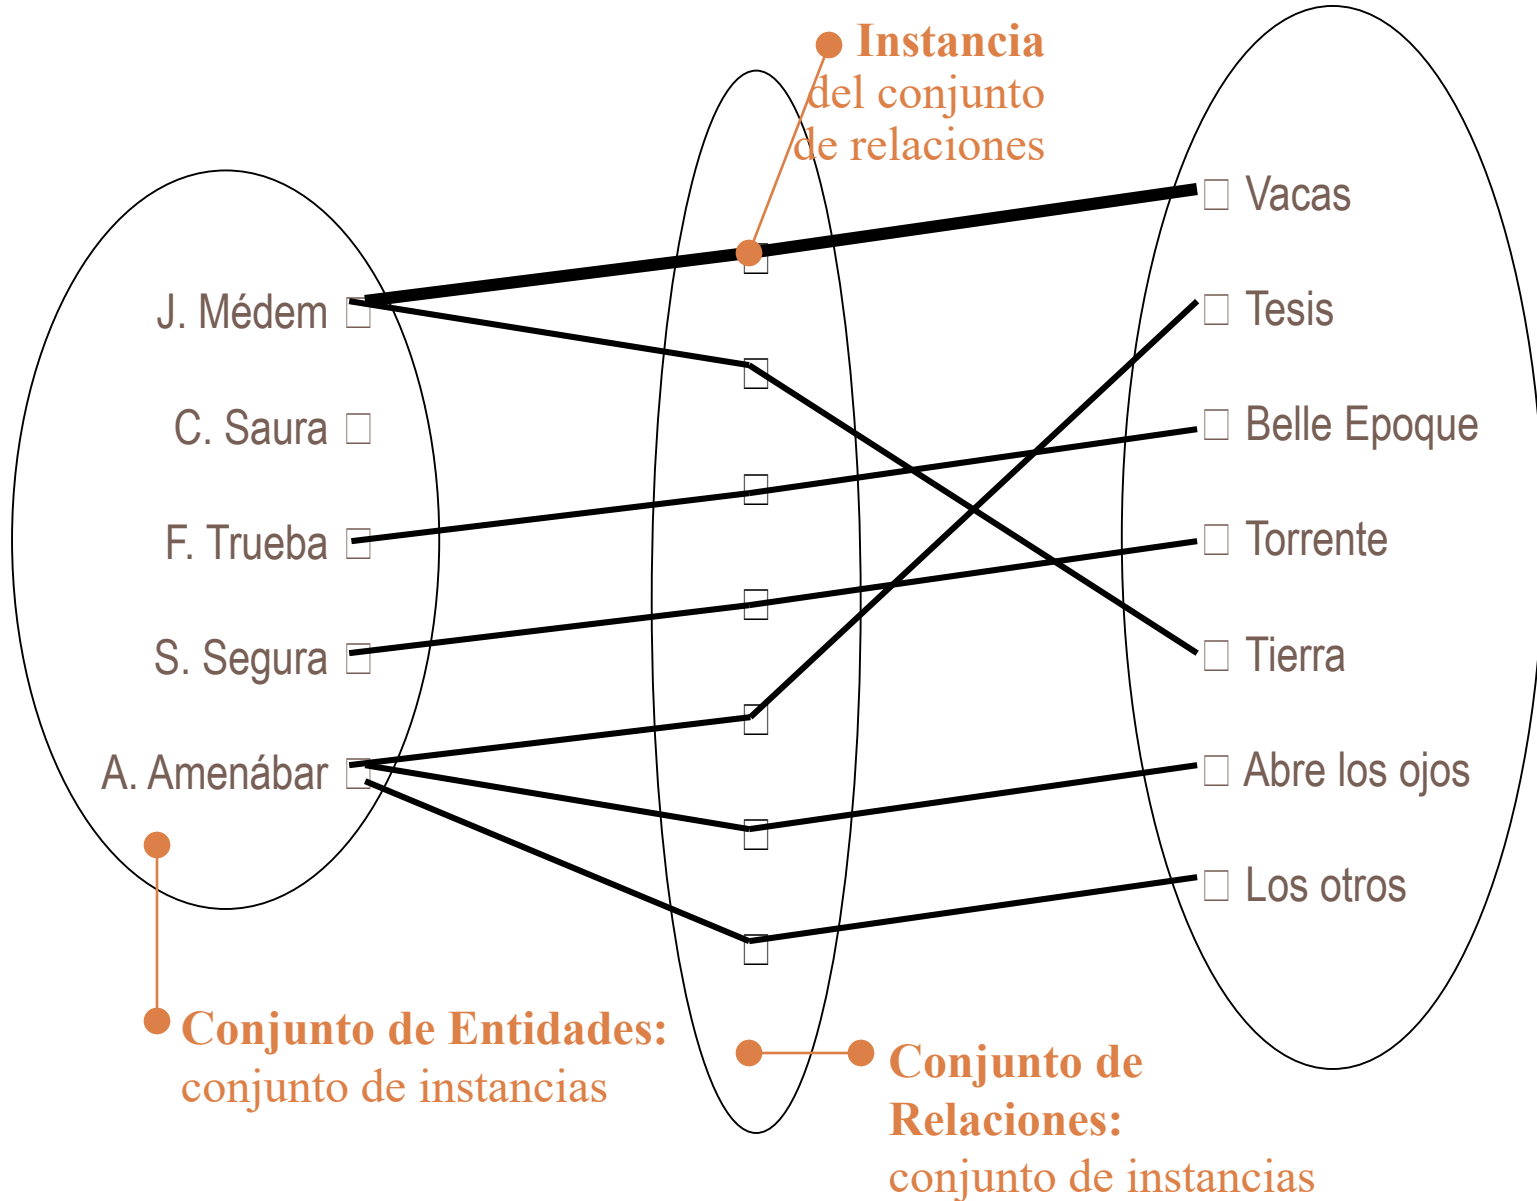 Instancia
del conjunto
de relaciones
J. Médem
C. Saura
F. Trueba
S. Segura
A. Amenábar
Vacas
Tesis
Belle Epoque
Torrente
Tierra
Abre los ojos
Los otros
Conjunto de Entidades:
conjunto de instancias
Conjunto de
Relaciones:
conjunto de instancias